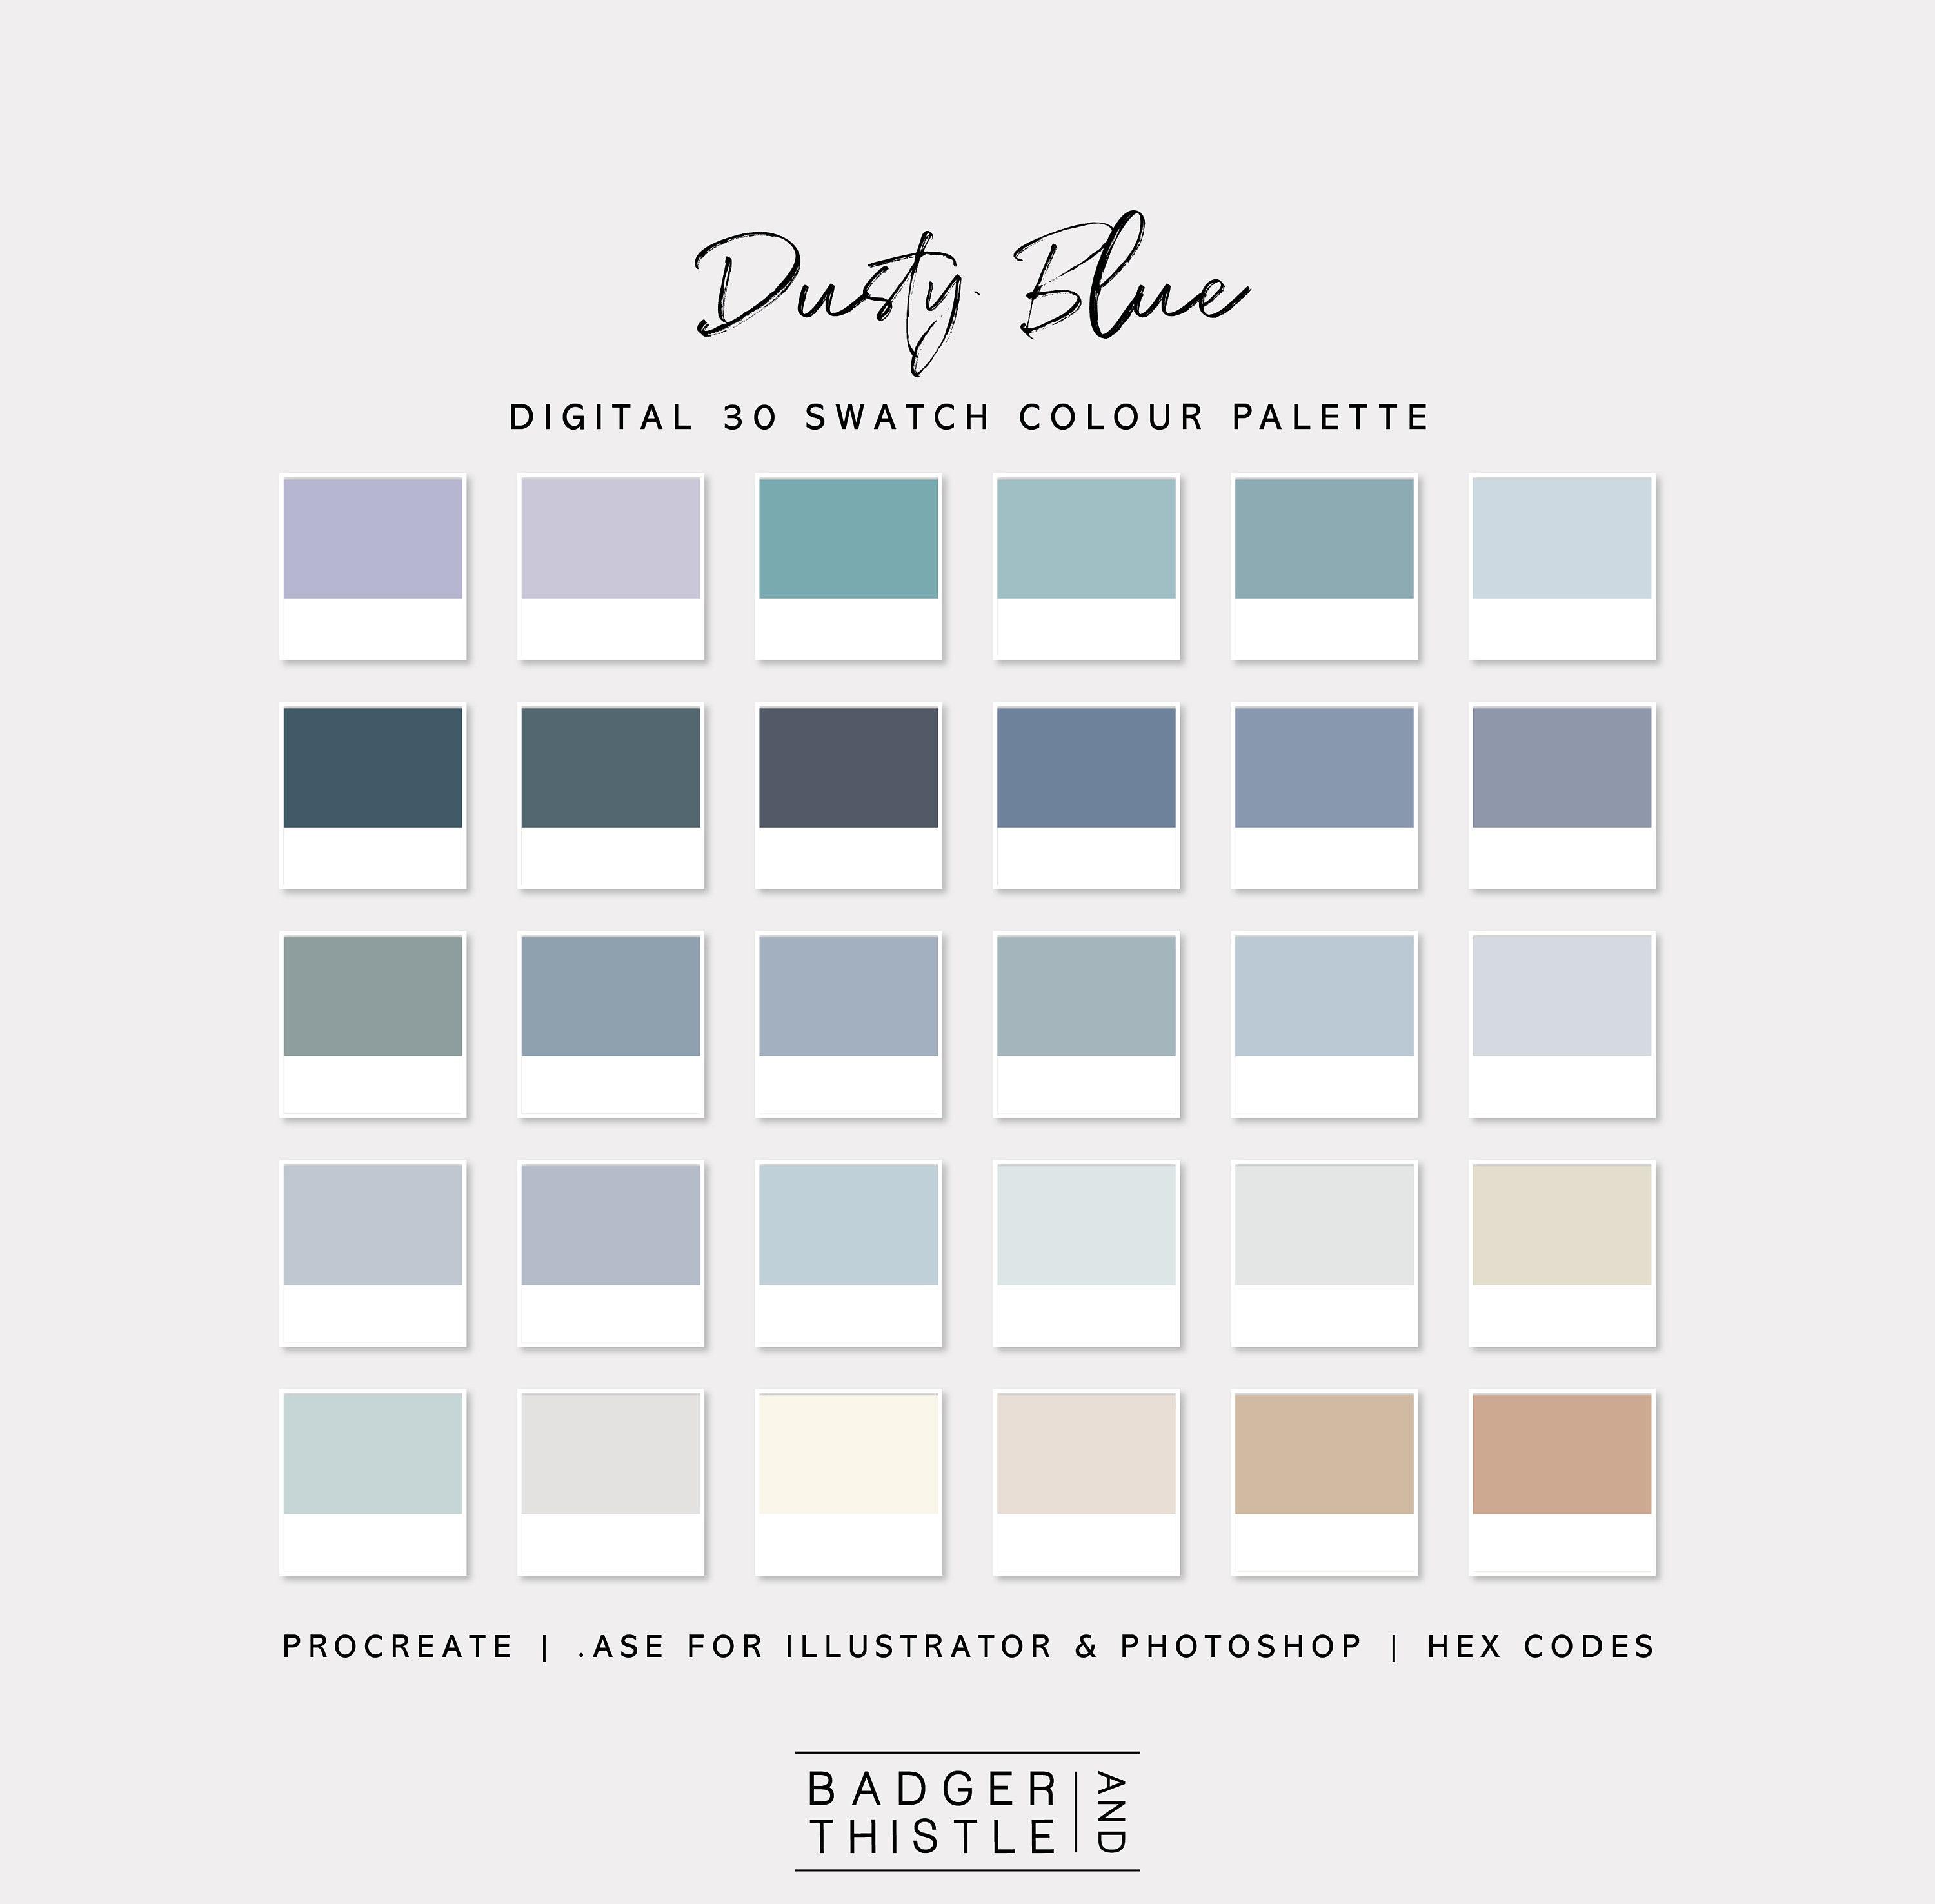 Dusty Blue
DIGITAL 30 SWATCH COLOUR PALETTE
PROCREATE | .ASE FOR ILLUSTRATOR & PHOTOSHOP | HEX CODES
BADGER
THISTLE
AND